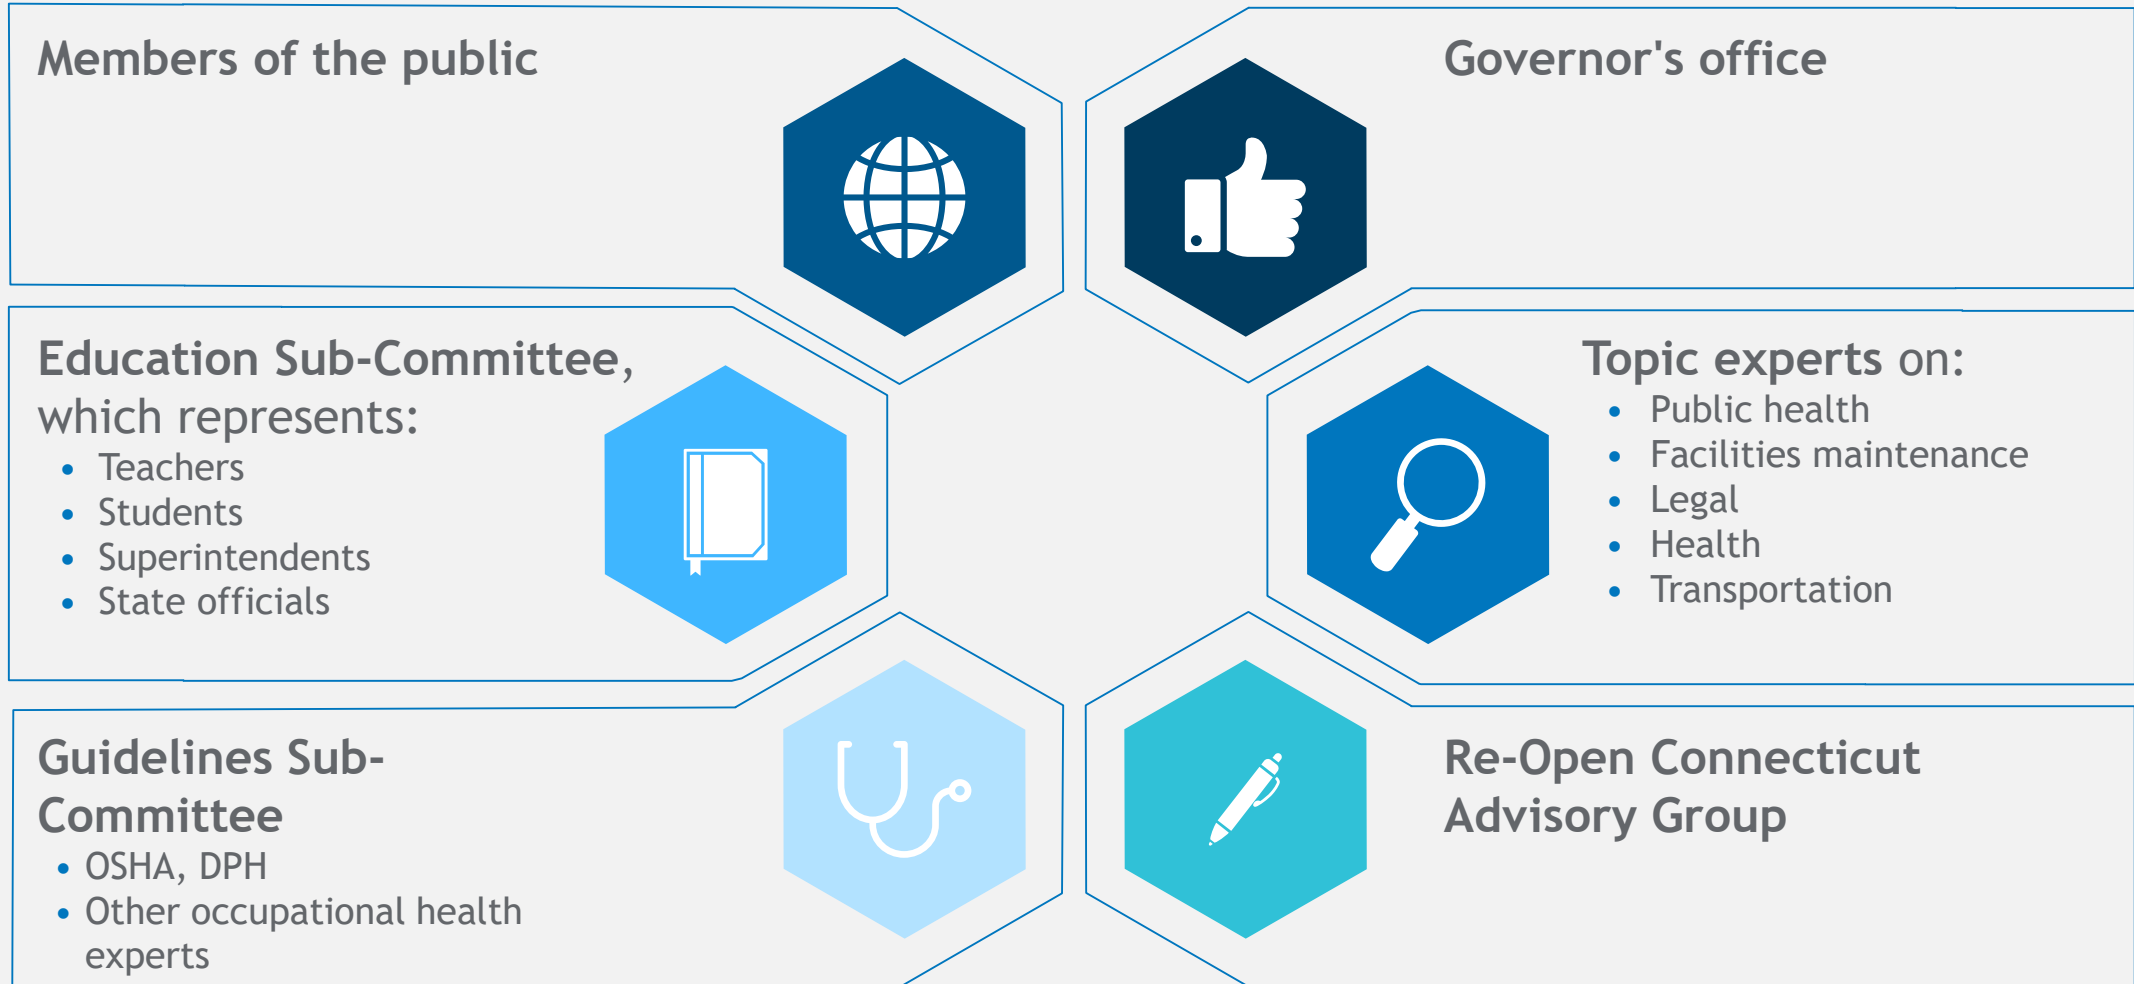 Members of the public
Governor's office
Education Sub-Committee,
which represents:
• Teachers
• Students
• Superintendents
• State officials
Topic experts on:
• Public health
• Facilities maintenance
• Legal
• Health
• Transportation
Guidelines Sub-
Committee
• OSHA, DPH
• Other occupational health
experts
Re-Open Connecticut
Advisory Group